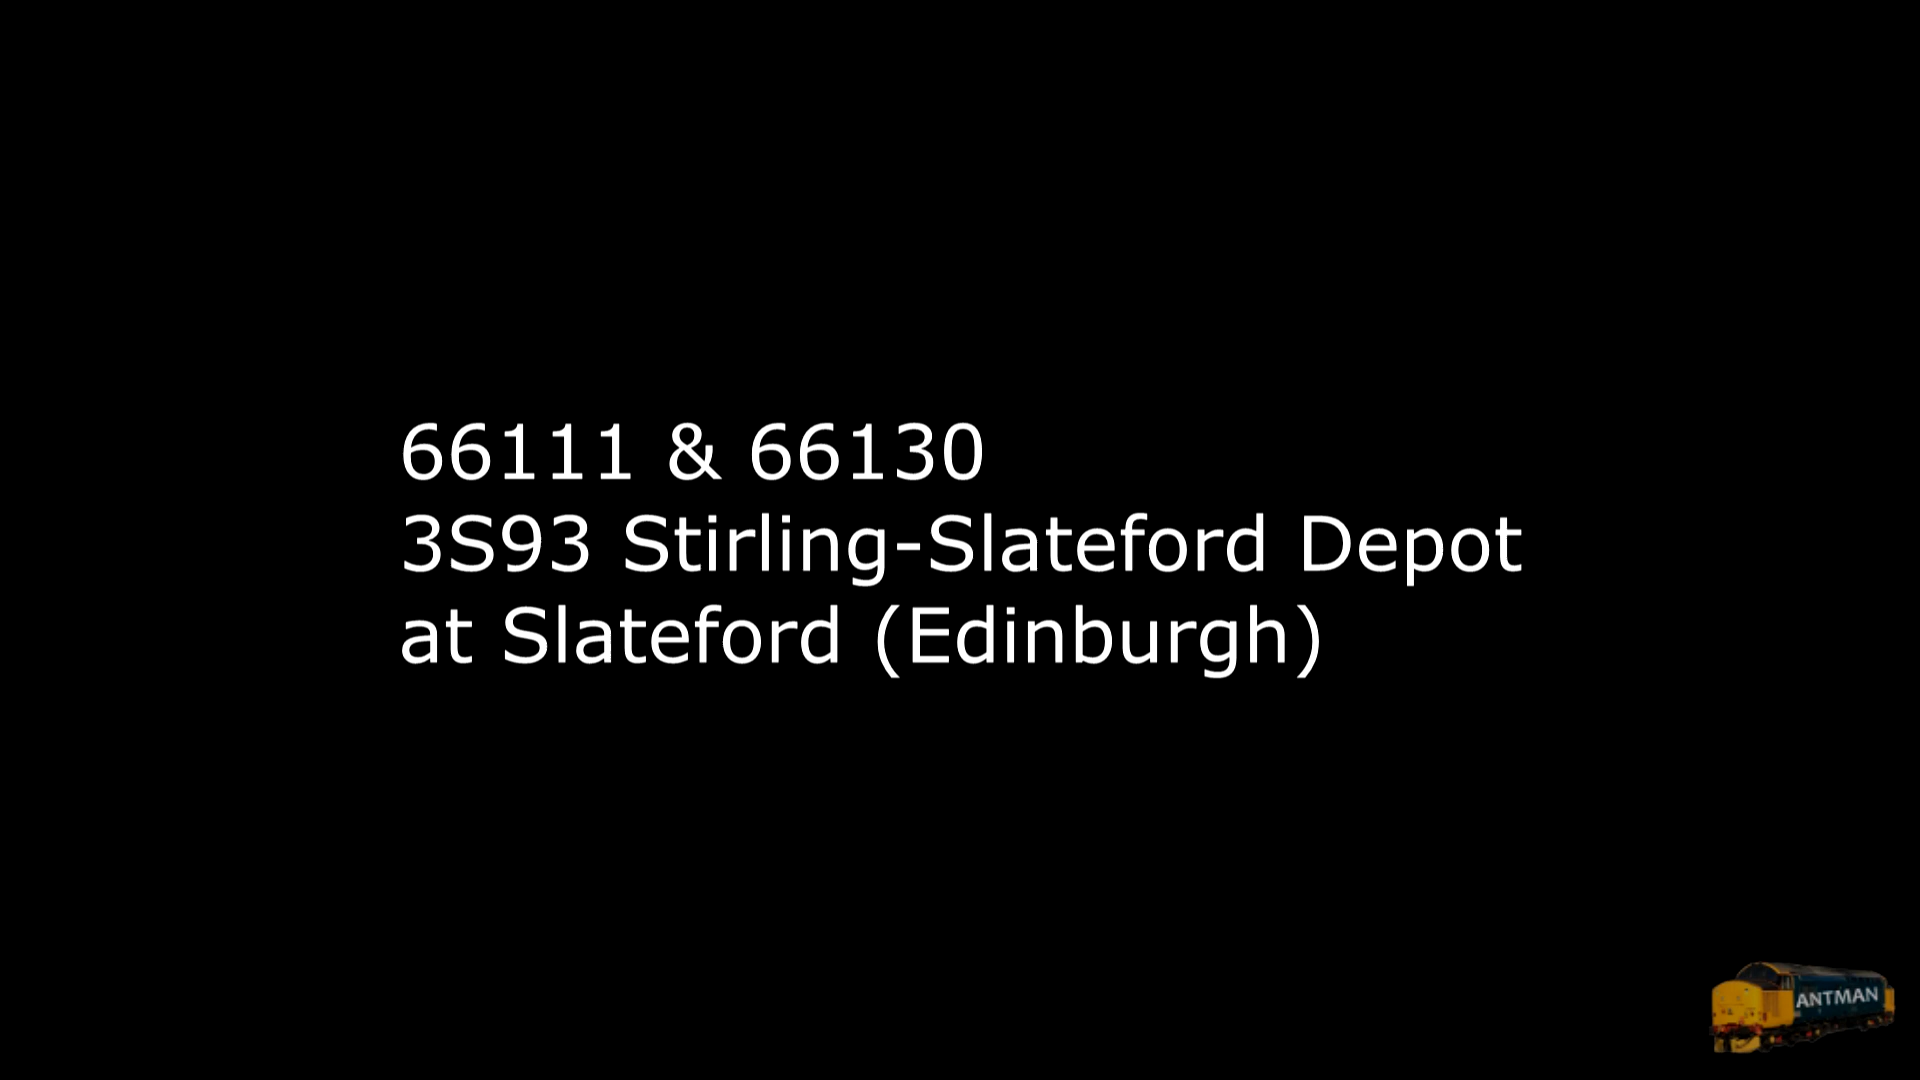 66111 & 66130
3S93 Stirling-Slateford Depot
at Slateford (Edinburgh)
ANTMAN